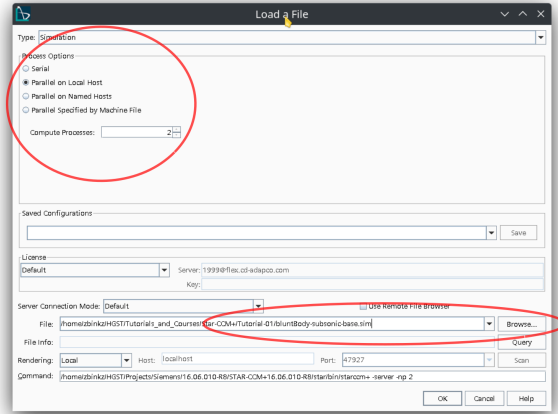 Load a File
Type: Simulation
Process Options
Serial
Parallel on Local Host
Parallel on Named Hosts
Parallel Specified by Machine File
Compute Processes: 2
Saved Configurations
Save
License
Default Server: 1999@flex.cd-adapco.com
Key:
Server Connection Mode: Default Use Remote File Browser
File: /home/zbinkz/HGST/Tutorials_and_Courses/Star-CCM+/Tutorial-01/bluntBody-subsonic-base.sim Browse...
File Info: Query
Rendering: Local Host: localhost Port: 47927 Scan
Command: /home/zbinkz/HGST/Projects/Siemens/16.06.010-R8/STAR-CCM+16.06.010-R8/star/bin/starccm+ -server -np 2
OK Cancel Help